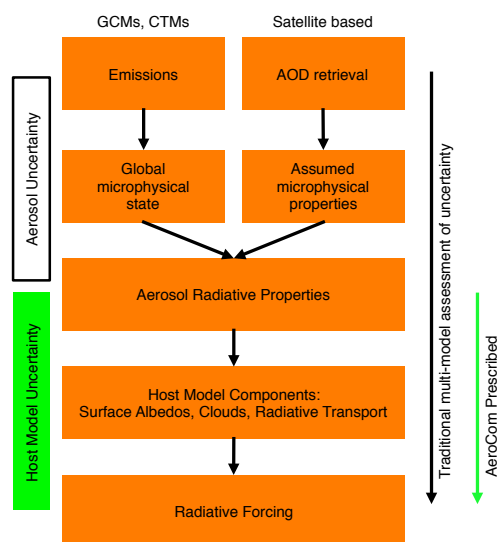 GCMs, CTMs
Satellite based
Emissions
AOD retrieval
Global
microphysical
state
Assumed
microphysical
properties
Aerosol Radiative Properties
Host Model Components:
Surface Albedos, Clouds, Radiative Transport
Radiative Forcing
Aerosol Uncertainty
Host Model Uncertainty
Traditional multi-model assessment of uncertainty
AeroCom Prescribed